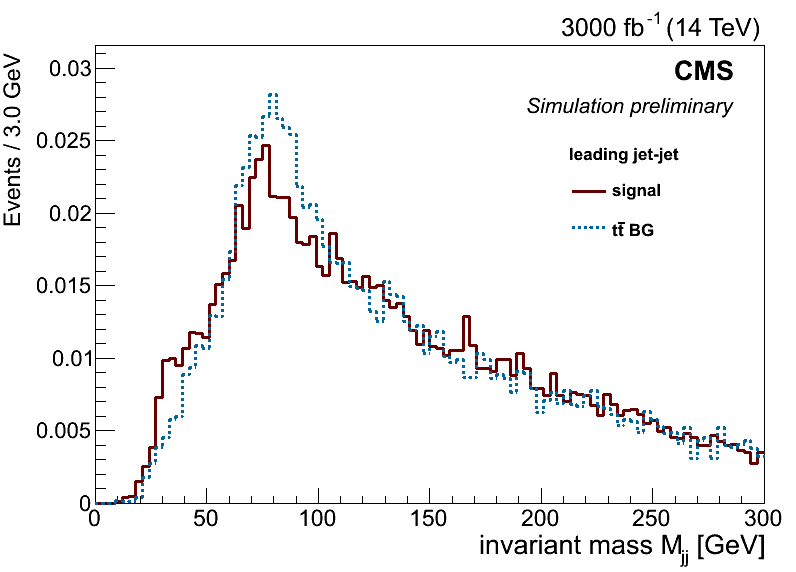 3000 fb⁻¹ (14 TeV)
CMS
Simulation preliminary
leading jet-jet
signal
tt̄ BG
Events / 3.0 GeV
0.03
0.025
0.02
0.015
0.01
0.005
0
0 50 100 150 200 250 300
invariant mass Mjj [GeV]